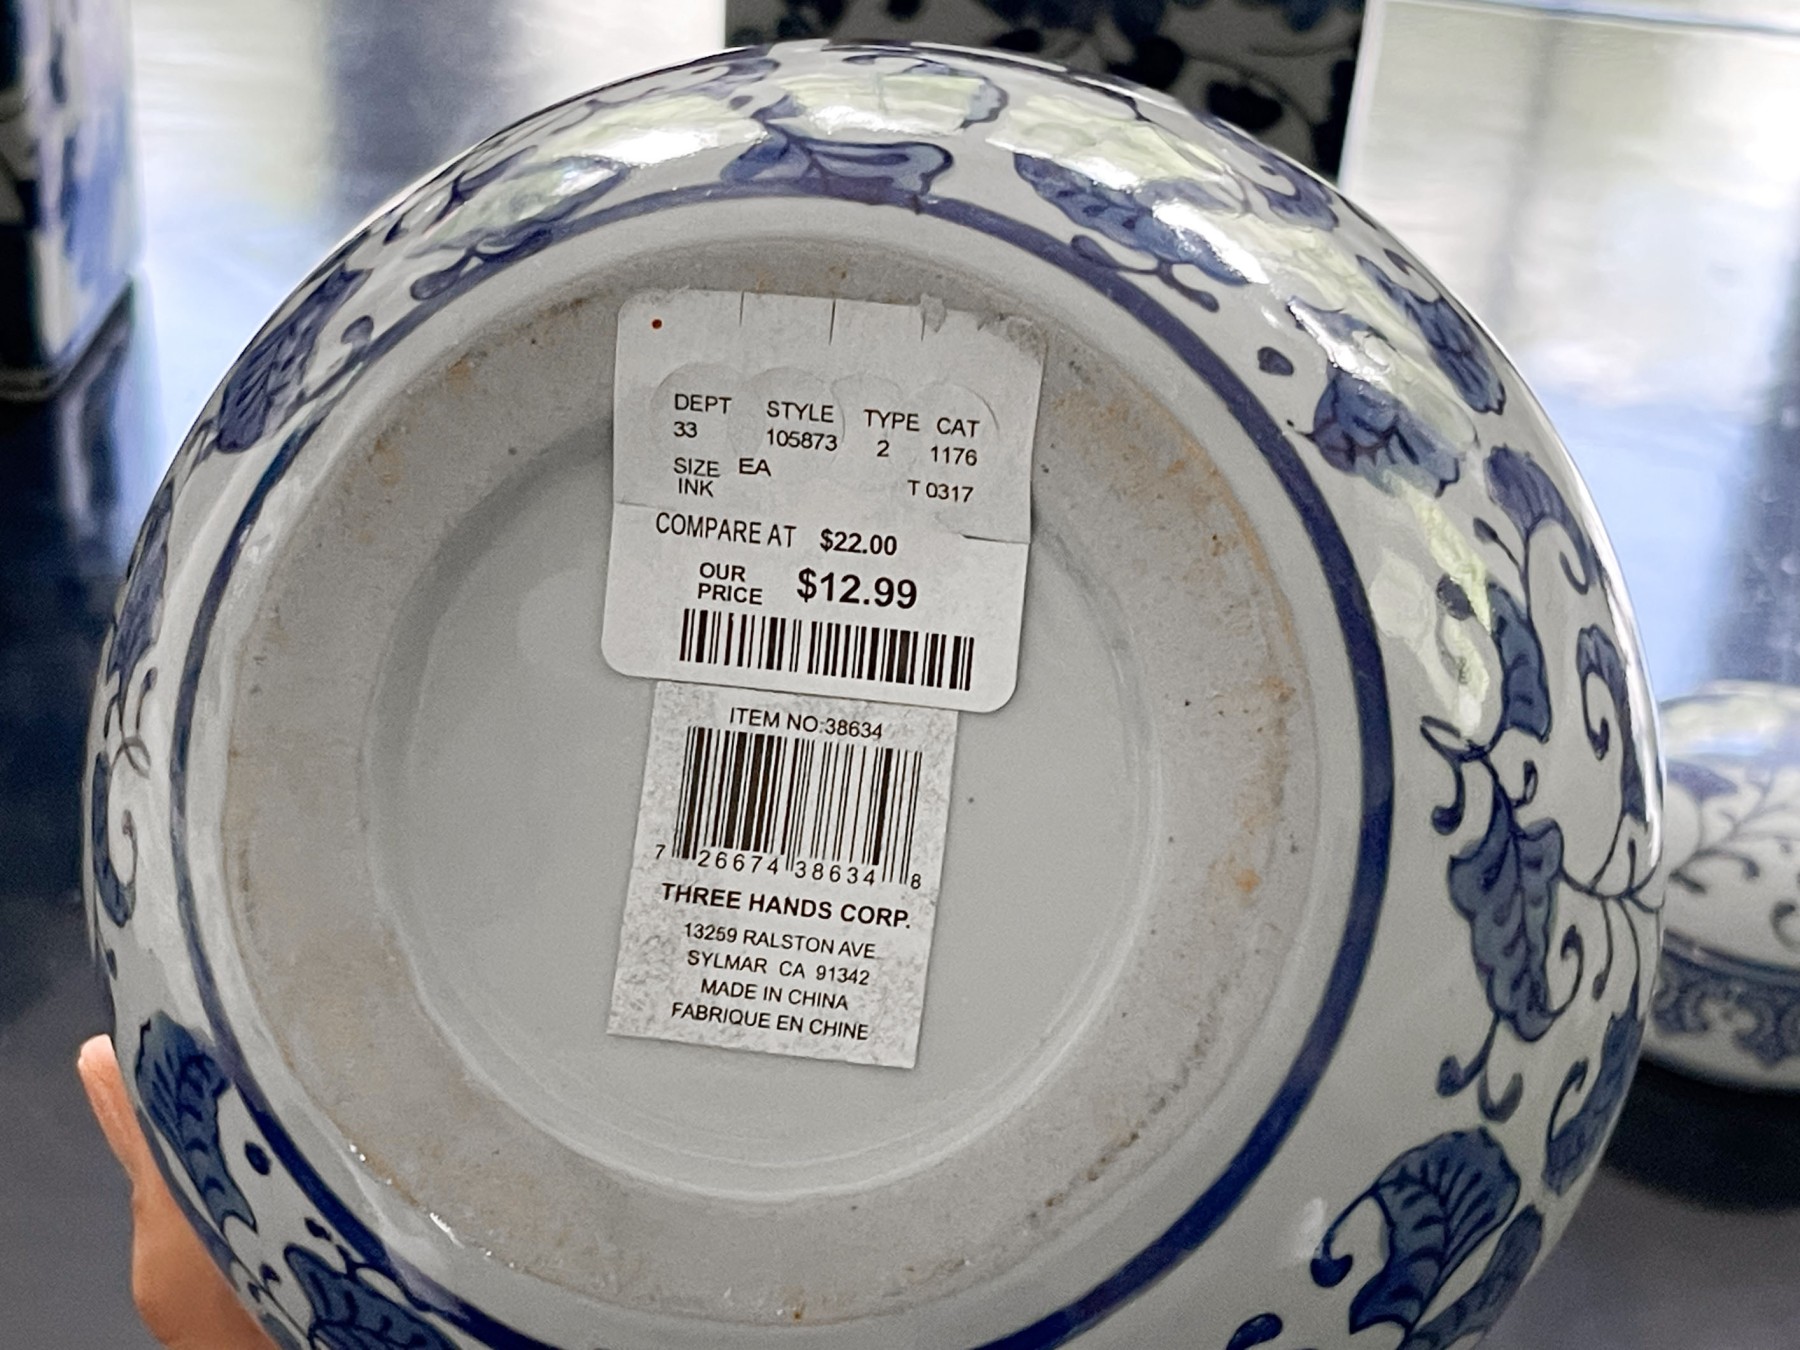 DEPT STYLE TYPE CAT
33 105873 2 1176
SIZE EA
INK T 0317
COMPARE AT $22.00
OUR PRICE $12.99
ITEM NO:38634
7 26674 38634 8
THREE HANDS CORP.
13259 RALSTON AVE
SYLMAR CA 91342
MADE IN CHINA
FABRIQUE EN CHINE